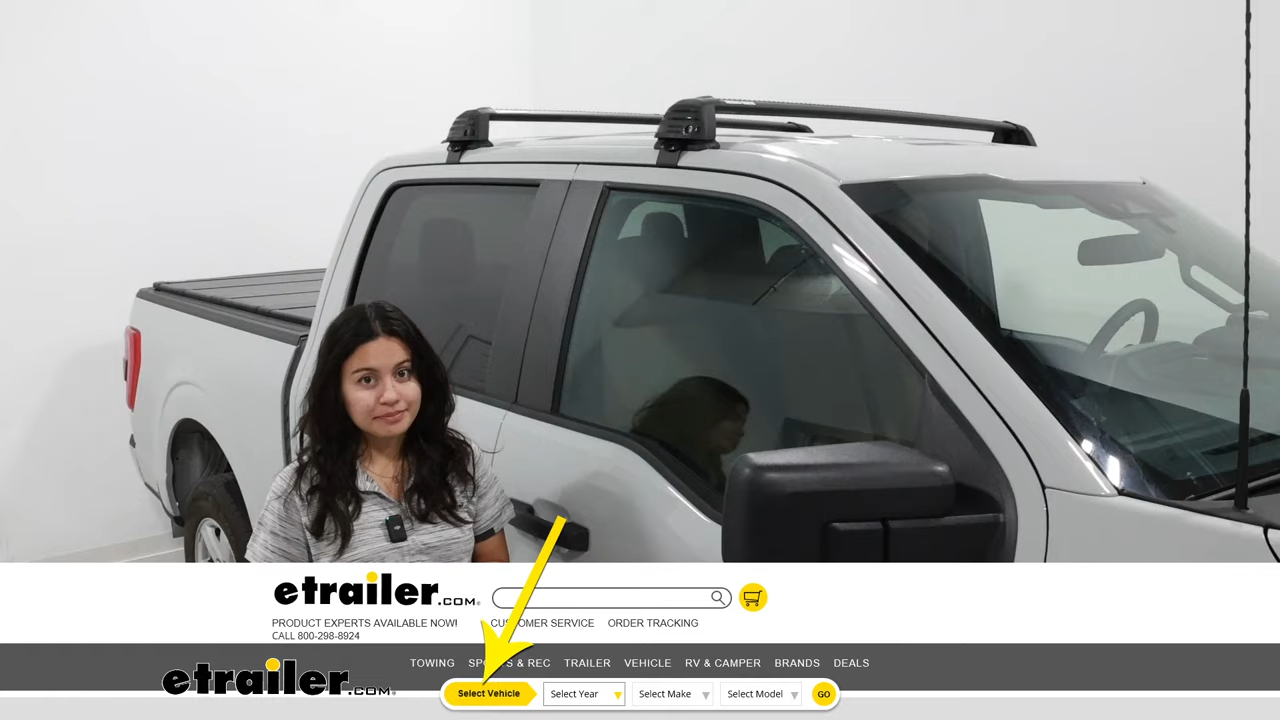 etrailer.com
PRODUCT EXPERTS AVAILABLE NOW!
CUSTOMER SERVICE
ORDER TRACKING
CALL 800-298-8924
TOWING
SPORTS & REC
TRAILER
VEHICLE
RV & CAMPER
BRANDS
DEALS
etrailer.com
Select Vehicle
Select Year
Select Make
Select Model
GO